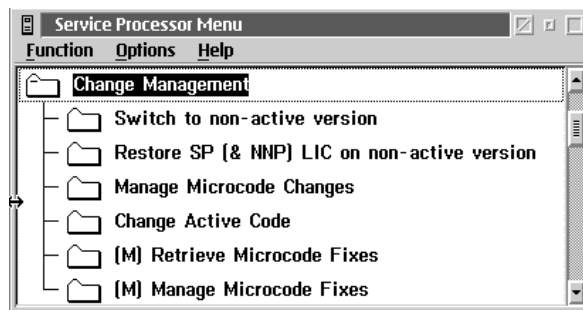 Service Processor Menu
Function Options Help
Change Management
Switch to non-active version
Restore SP (& NNP) LIC on non-active version
Manage Microcode Changes
Change Active Code
(M) Retrieve Microcode Fixes
(M) Manage Microcode Fixes